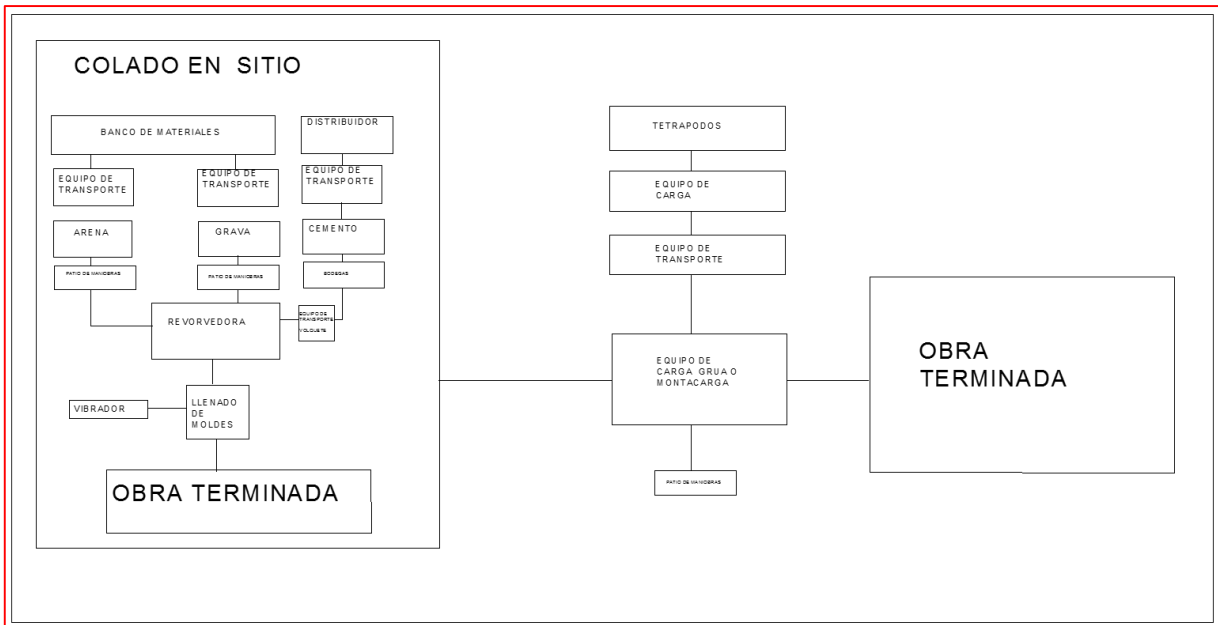 COLADO EN SITIO
BANCO DE MATERIALES
DISTRIBUIDOR
EQUIPO DE
TRANSPORTE
EQUIPO DE
TRANSPORTE
EQUIPO DE
TRANSPORTE
ARENA
GRAVA
CEMENTO
PATIO DE MANIOBRAS
PATIO DE MANIOBRAS
BODEGAS
REVORVEDORA
EQUIPO DE
TRANSPORTE
VOLQUETE
VIBRADOR
LLENADO
DE
MOLDES
OBRA TERMINADA
TETRAPODOS
EQUIPO DE
CARGA
EQUIPO DE
TRANSPORTE
EQUIPO DE
CARGA GRUA O
MONTACARGA
PATIO DE MANIOBRAS
OBRA
TERMINADA